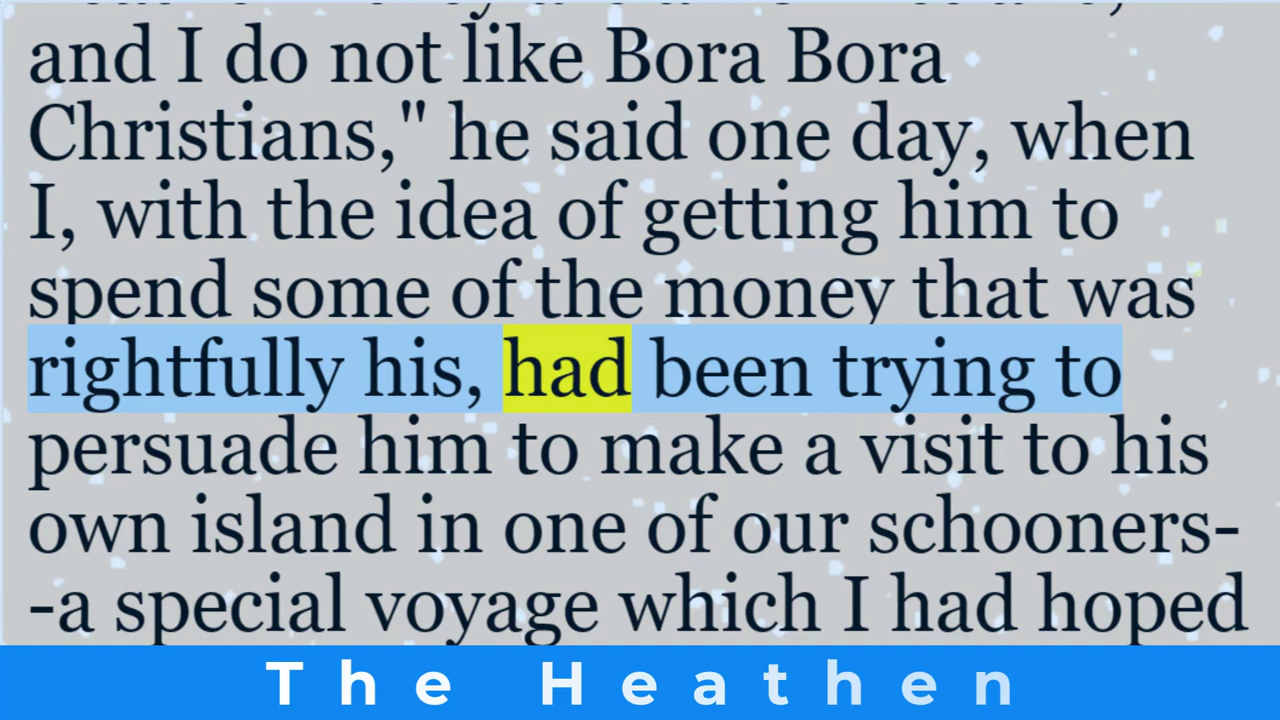 and I do not like Bora Bora
Christians," he said one day, when
I, with the idea of getting him to
spend some of the money that was
rightfully his, had been trying to
persuade him to make a visit to his
own island in one of our schooners-
-a special voyage which I had hoped
The Heathen